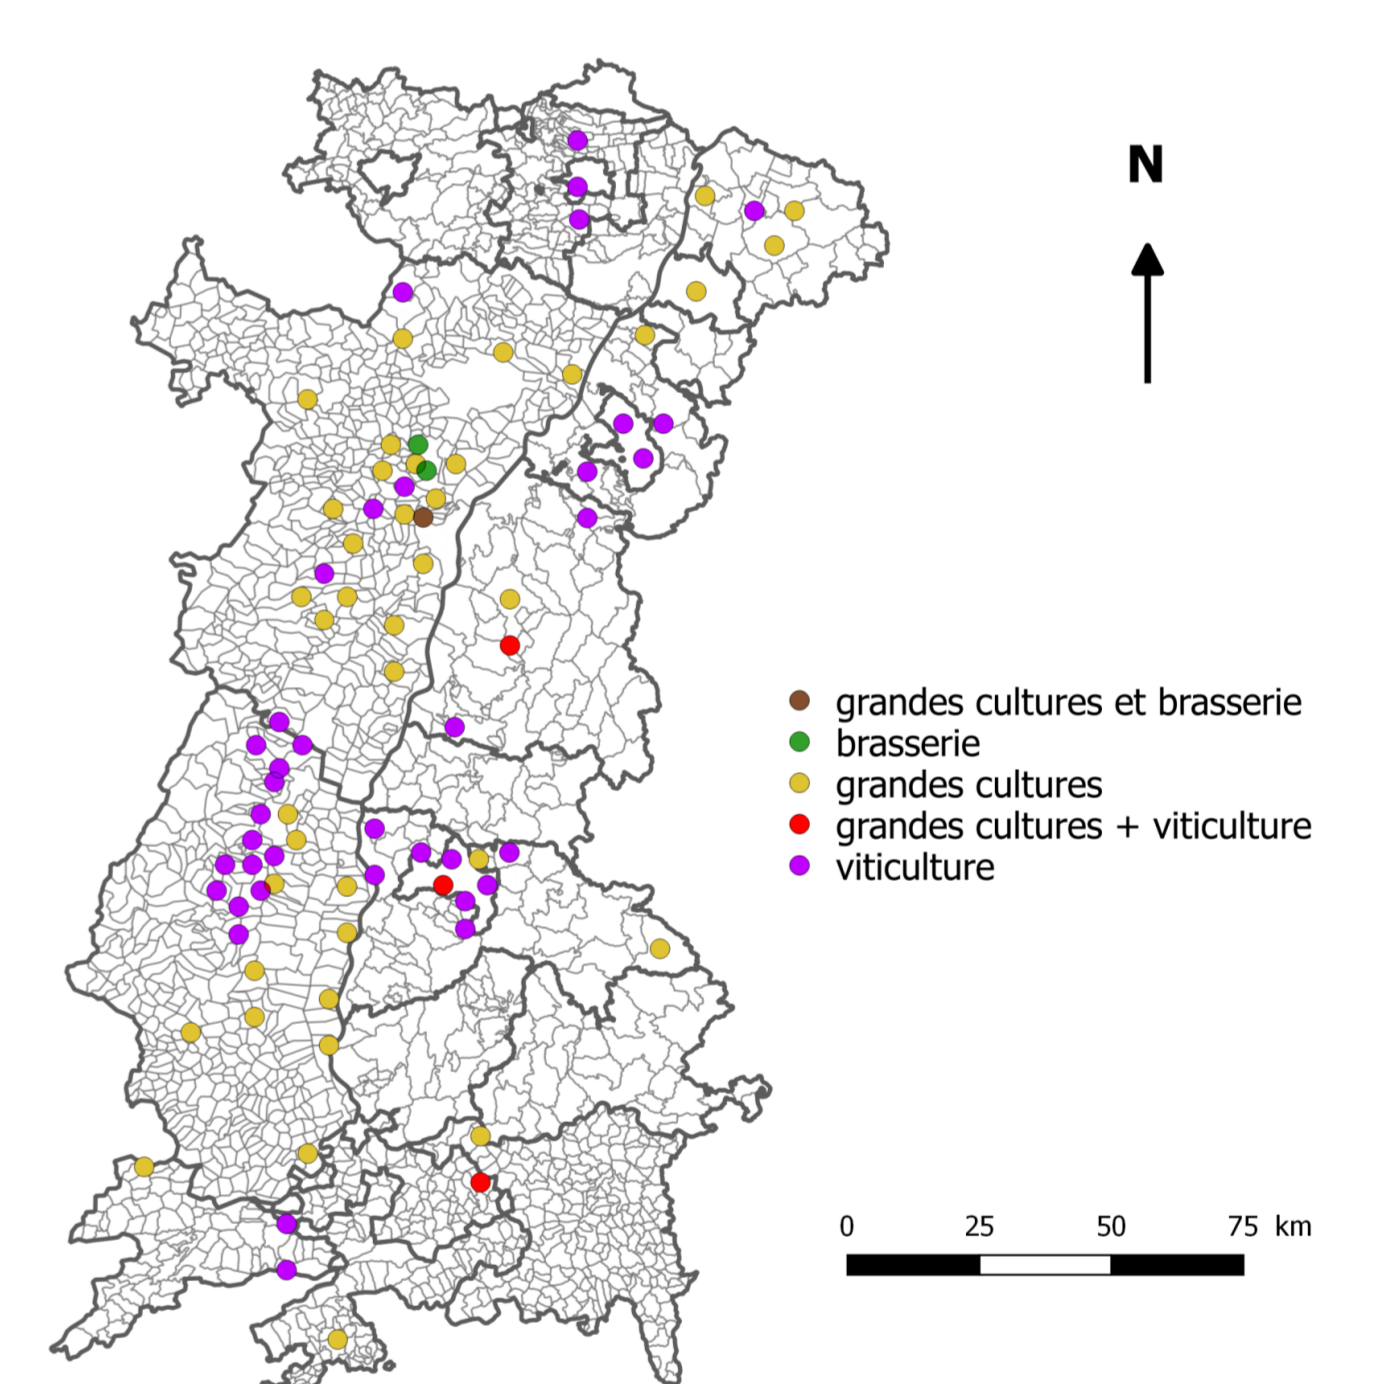 N
grandes cultures et brasserie
brasserie
grandes cultures
grandes cultures + viticulture
viticulture
0 25 50 75 km